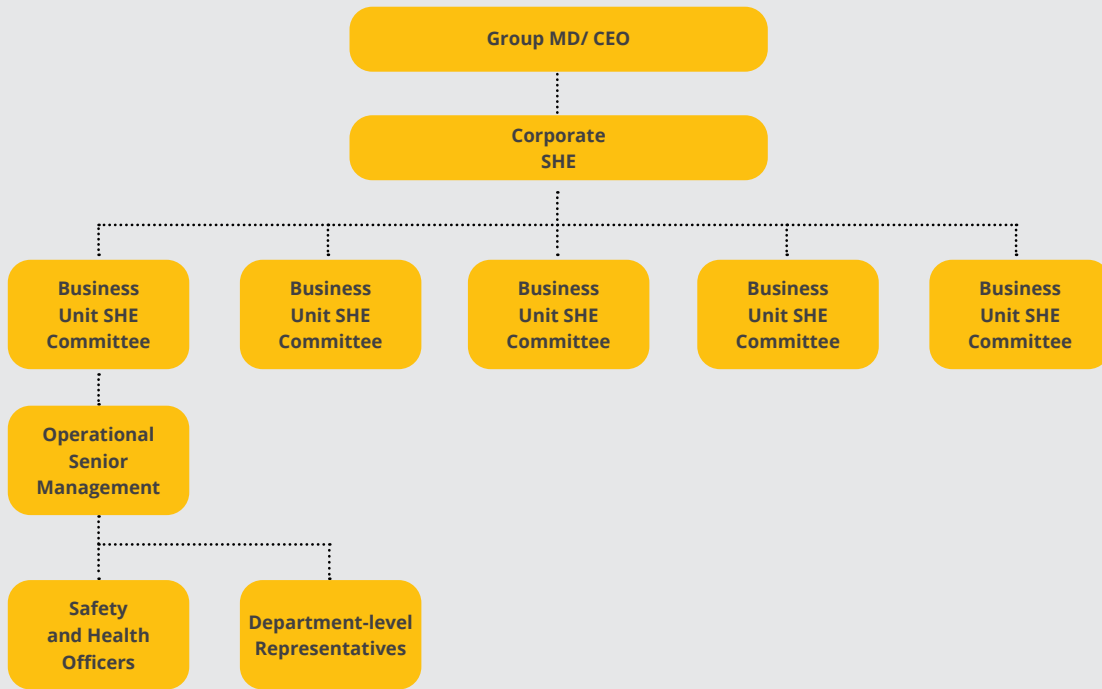 Group MD/ CEO
Corporate
SHE
Business
Unit SHE
Committee
Business
Unit SHE
Committee
Business
Unit SHE
Committee
Business
Unit SHE
Committee
Business
Unit SHE
Committee
Operational
Senior
Management
Safety
and Health
Officers
Department-level
Representatives